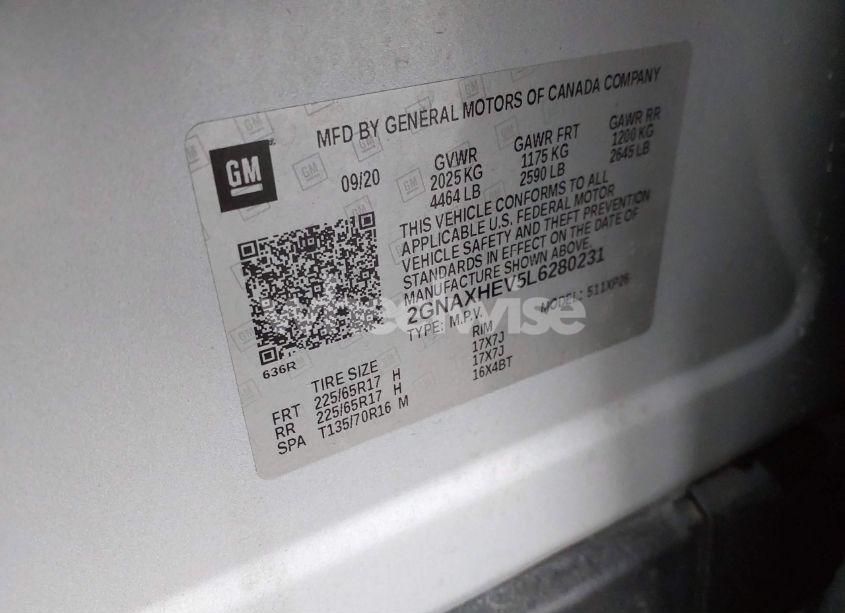 MFD BY GENERAL MOTORS OF CANADA COMPANY
GM
09/20
GVWR
2025 KG
4464 LB
GAWR FRT
1175 KG
2590 LB
GAWR RR
1200 KG
2645 LB
THIS VEHICLE CONFORMS TO ALL
APPLICABLE U.S. FEDERAL MOTOR
VEHICLE SAFETY AND THEFT PREVENTION
STANDARDS IN EFFECT ON THE DATE OF
MANUFACTURE SHOWN ABOVE.
2GNAXHEV5L6280231
TYPE: M.P.V. MODEL: 511XP26
636R
TIRE SIZE RIM
FRT 225/65R17 H 17X7J
RR 225/65R17 H 17X7J
SPA T135/70R16 M 16X4BT